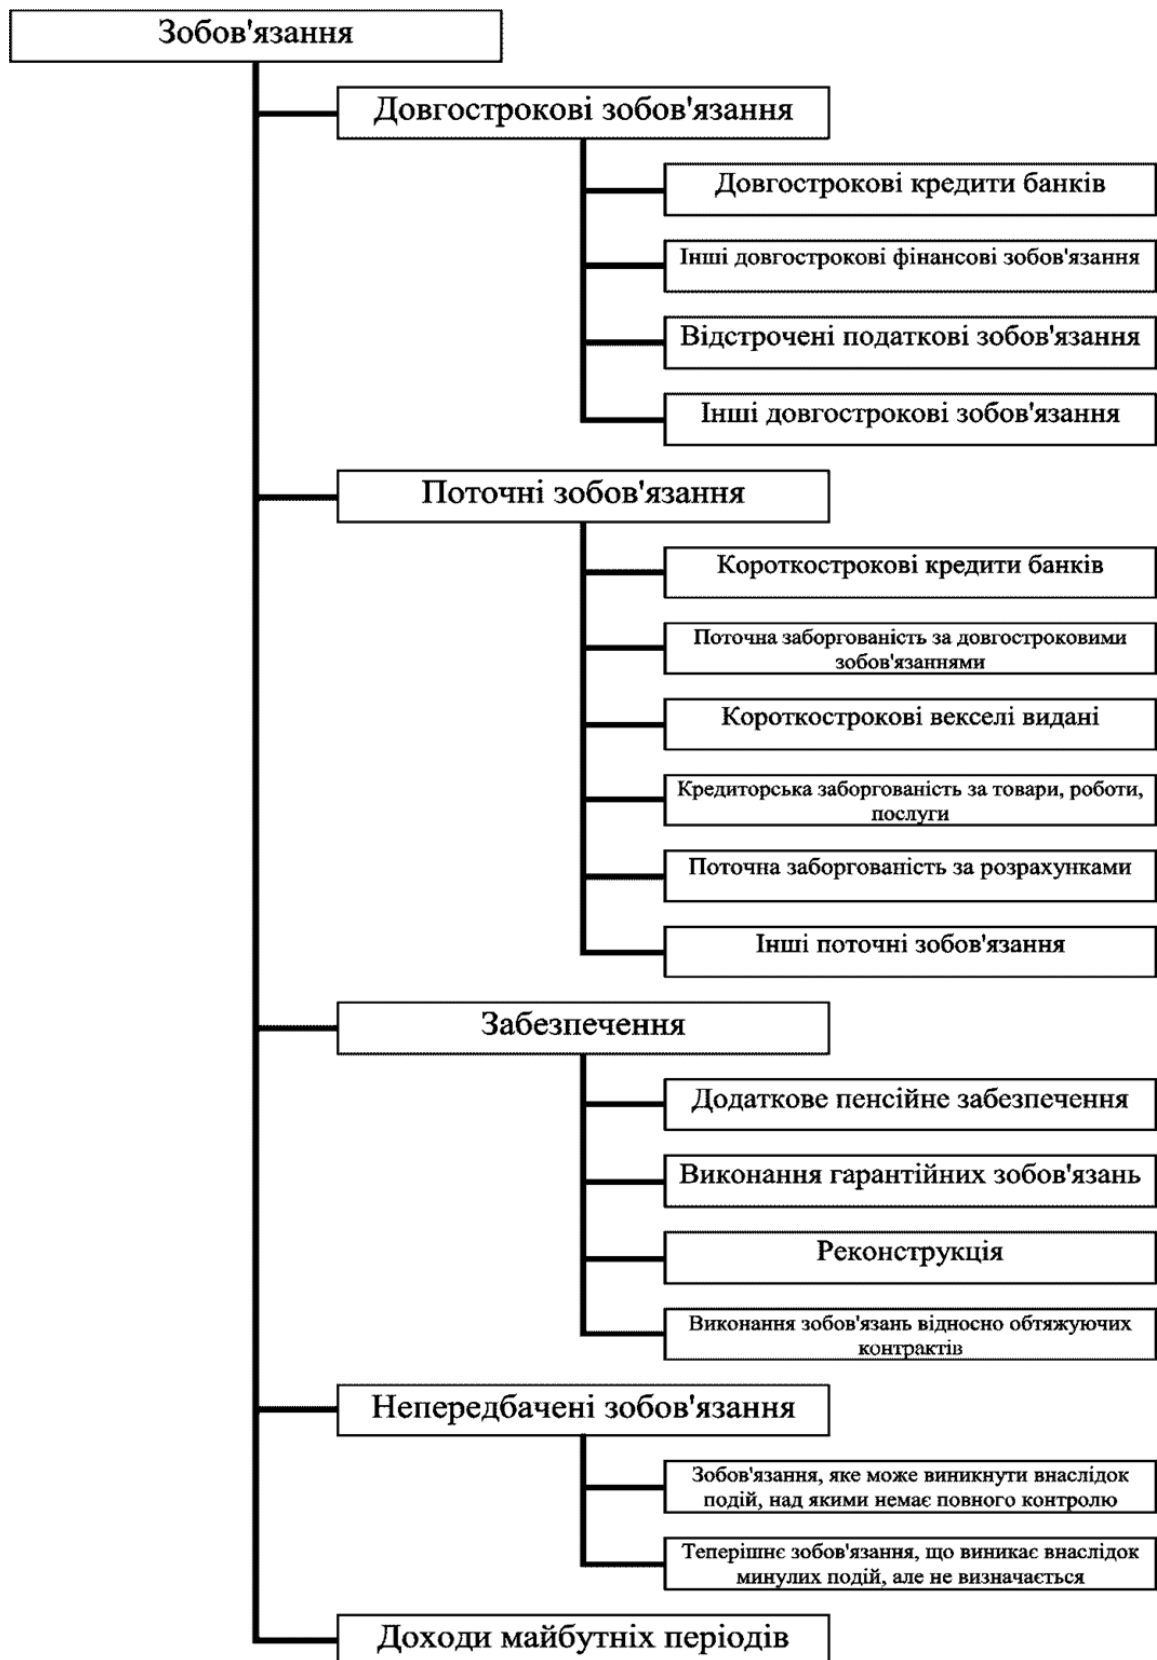 Зобов'язання
Довгострокові зобов'язання
Довгострокові кредити банків
Інші довгострокові фінансові зобов'язання
Відстрочені податкові зобов'язання
Інші довгострокові зобов'язання
Поточні зобов'язання
Короткострокові кредити банків
Поточна заборгованість за довгостроковими
зобов'язаннями
Короткострокові векселі видані
Кредиторська заборгованість за товари, роботи,
послуги
Поточна заборгованість за розрахунками
Інші поточні зобов'язання
Забезпечення
Додаткове пенсійне забезпечення
Виконання гарантійних зобов'язань
Реконструкція
Виконання зобов'язань відносно обтяжуючих
контрактів
Непередбачені зобов'язання
Зобов'язання, яке може виникнути внаслідок
подій, над якими немає повного контролю
Теперішнє зобов'язання, що виникає внаслідок
минулих подій, але не визначається
Доходи майбутніх періодів